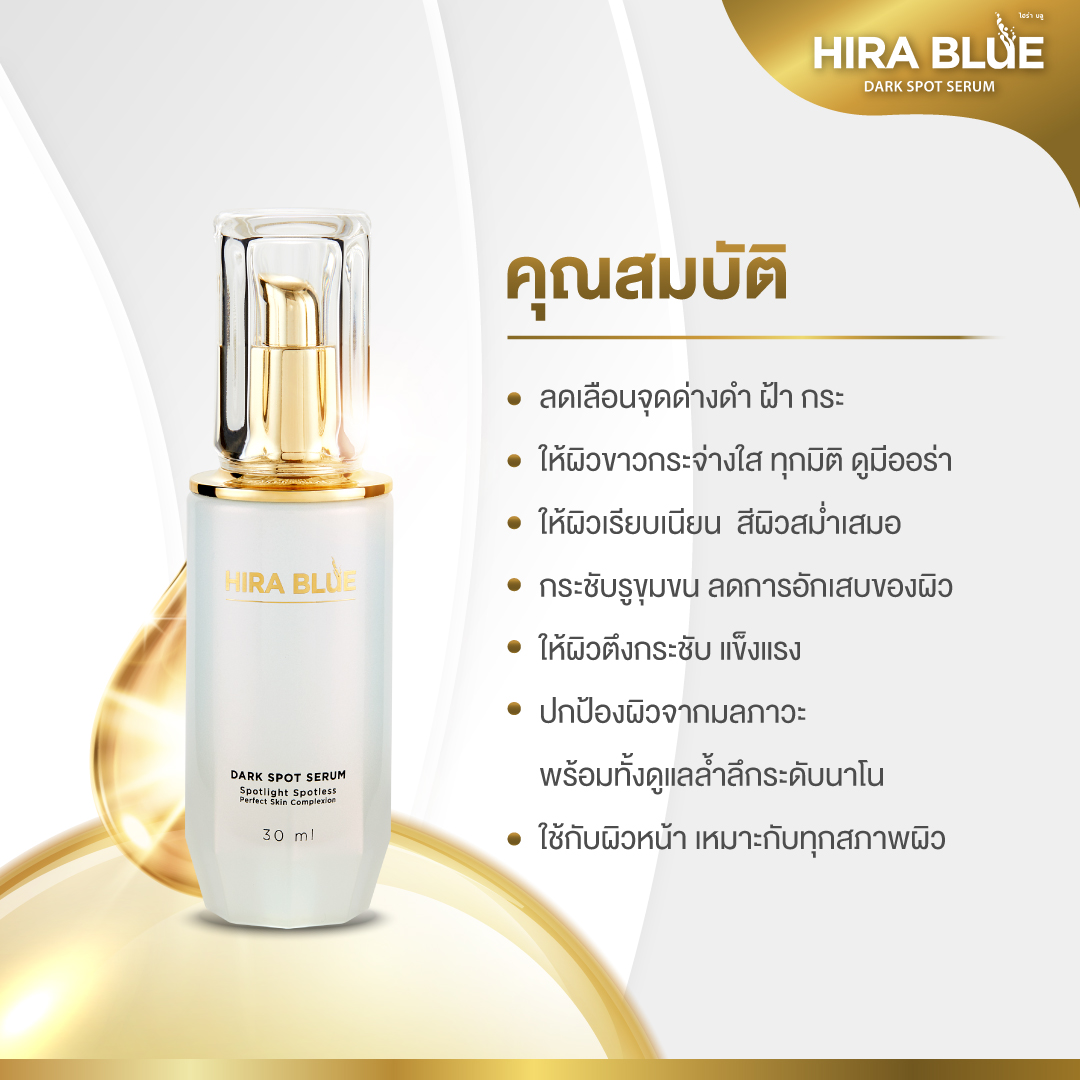 ไฮร่า บลู
HIRA BLUE
DARK SPOT SERUM
คุณสมบัติ
ลดเลือนจุดด่างดำ ฝ้า กระ
ให้ผิวขาวกระจ่างใส ทุกมิติ ดูมีออร่า
ให้ผิวเรียบเนียน สีผิวสม่ำเสมอ
กระชับรูขุมขน ลดการอักเสบของผิว
ให้ผิวตึงกระชับ แข็งแรง
ปกป้องผิวจากมลภาวะ
พร้อมทั้งดูแลล้ำลึกระดับนาโน
ใช้กับผิวหน้า เหมาะกับทุกสภาพผิว
HIRA BLUE
DARK SPOT SERUM
Spotlight Spotless
Perfect Skin Complexion
30 ml